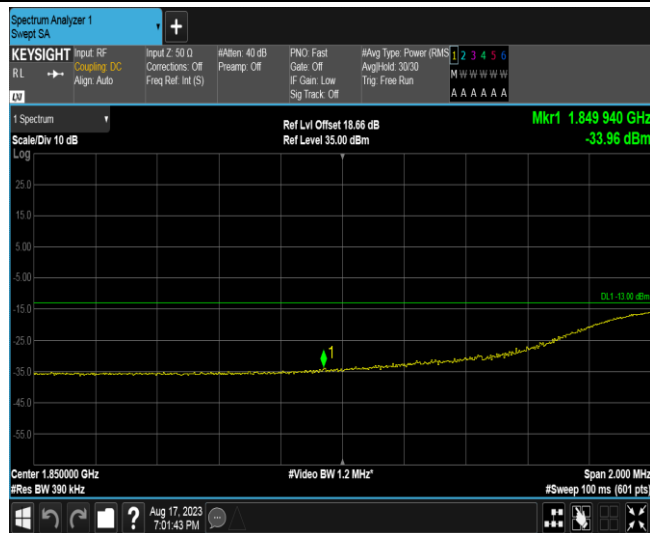 Spectrum Analyzer 1
Swept SA
+
KEYSIGHT
RL
LXI
Input: RF
Coupling: DC
Align: Auto
Input Z: 50 Ω
Corrections: Off
Freq Ref: Int (S)
#Atten: 40 dB
Preamp: Off
PNO: Fast
Gate: Off
IF Gain: Low
Sig Track: Off
#Avg Type: Power (RMS
Avg|Hold: 30/30
Trig: Free Run
1 2 3 4 5 6
M W W W W W
A A A A A A
1 Spectrum
Scale/Div 10 dB
Log
Ref Lvl Offset 18.66 dB
Ref Level 35.00 dBm
Mkr1 1.849 940 GHz
-33.96 dBm
25.0
15.0
5.00
-5.00
DL1 -13.00 dBm
-15.0
-25.0
1
-35.0
-45.0
-55.0
Center 1.850000 GHz
#Video BW 1.2 MHz*
Span 2.000 MHz
#Res BW 390 kHz
#Sweep 100 ms (601 pts)
?
Aug 17, 2023
7:01:43 PM